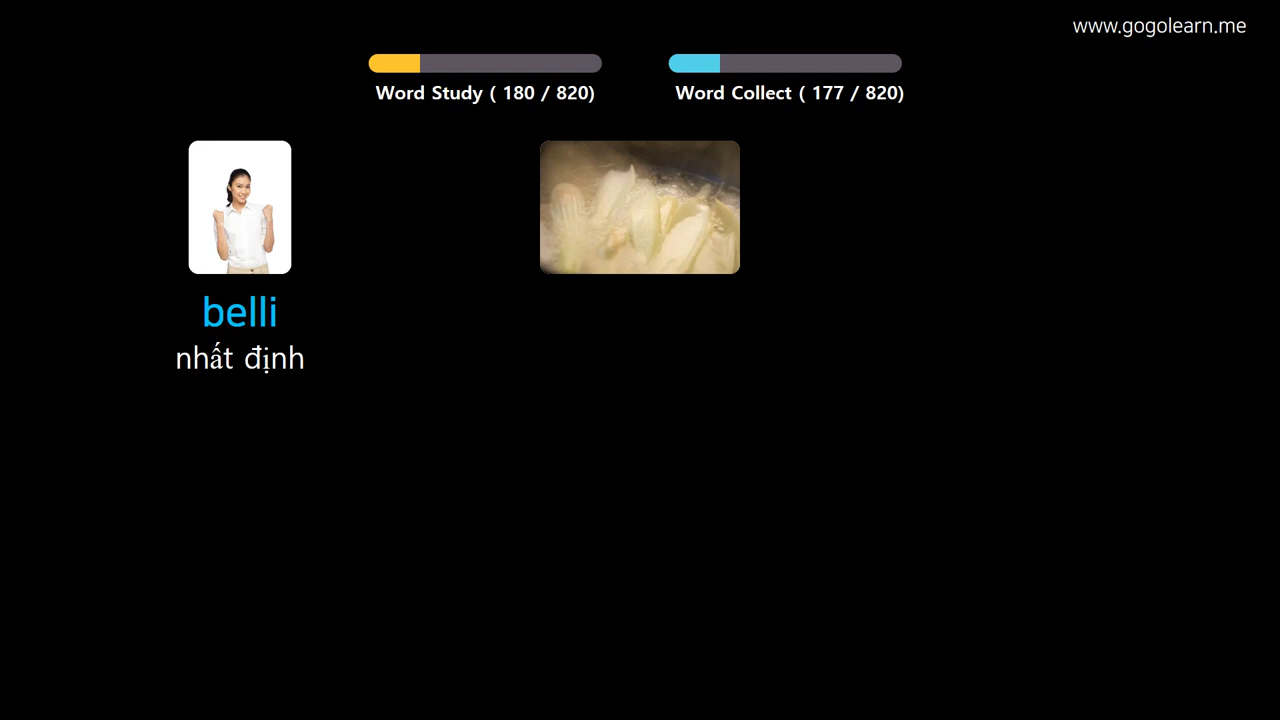 www.gogolearn.me
Word Study ( 180 / 820)
Word Collect ( 177 / 820)
belli
nhất định